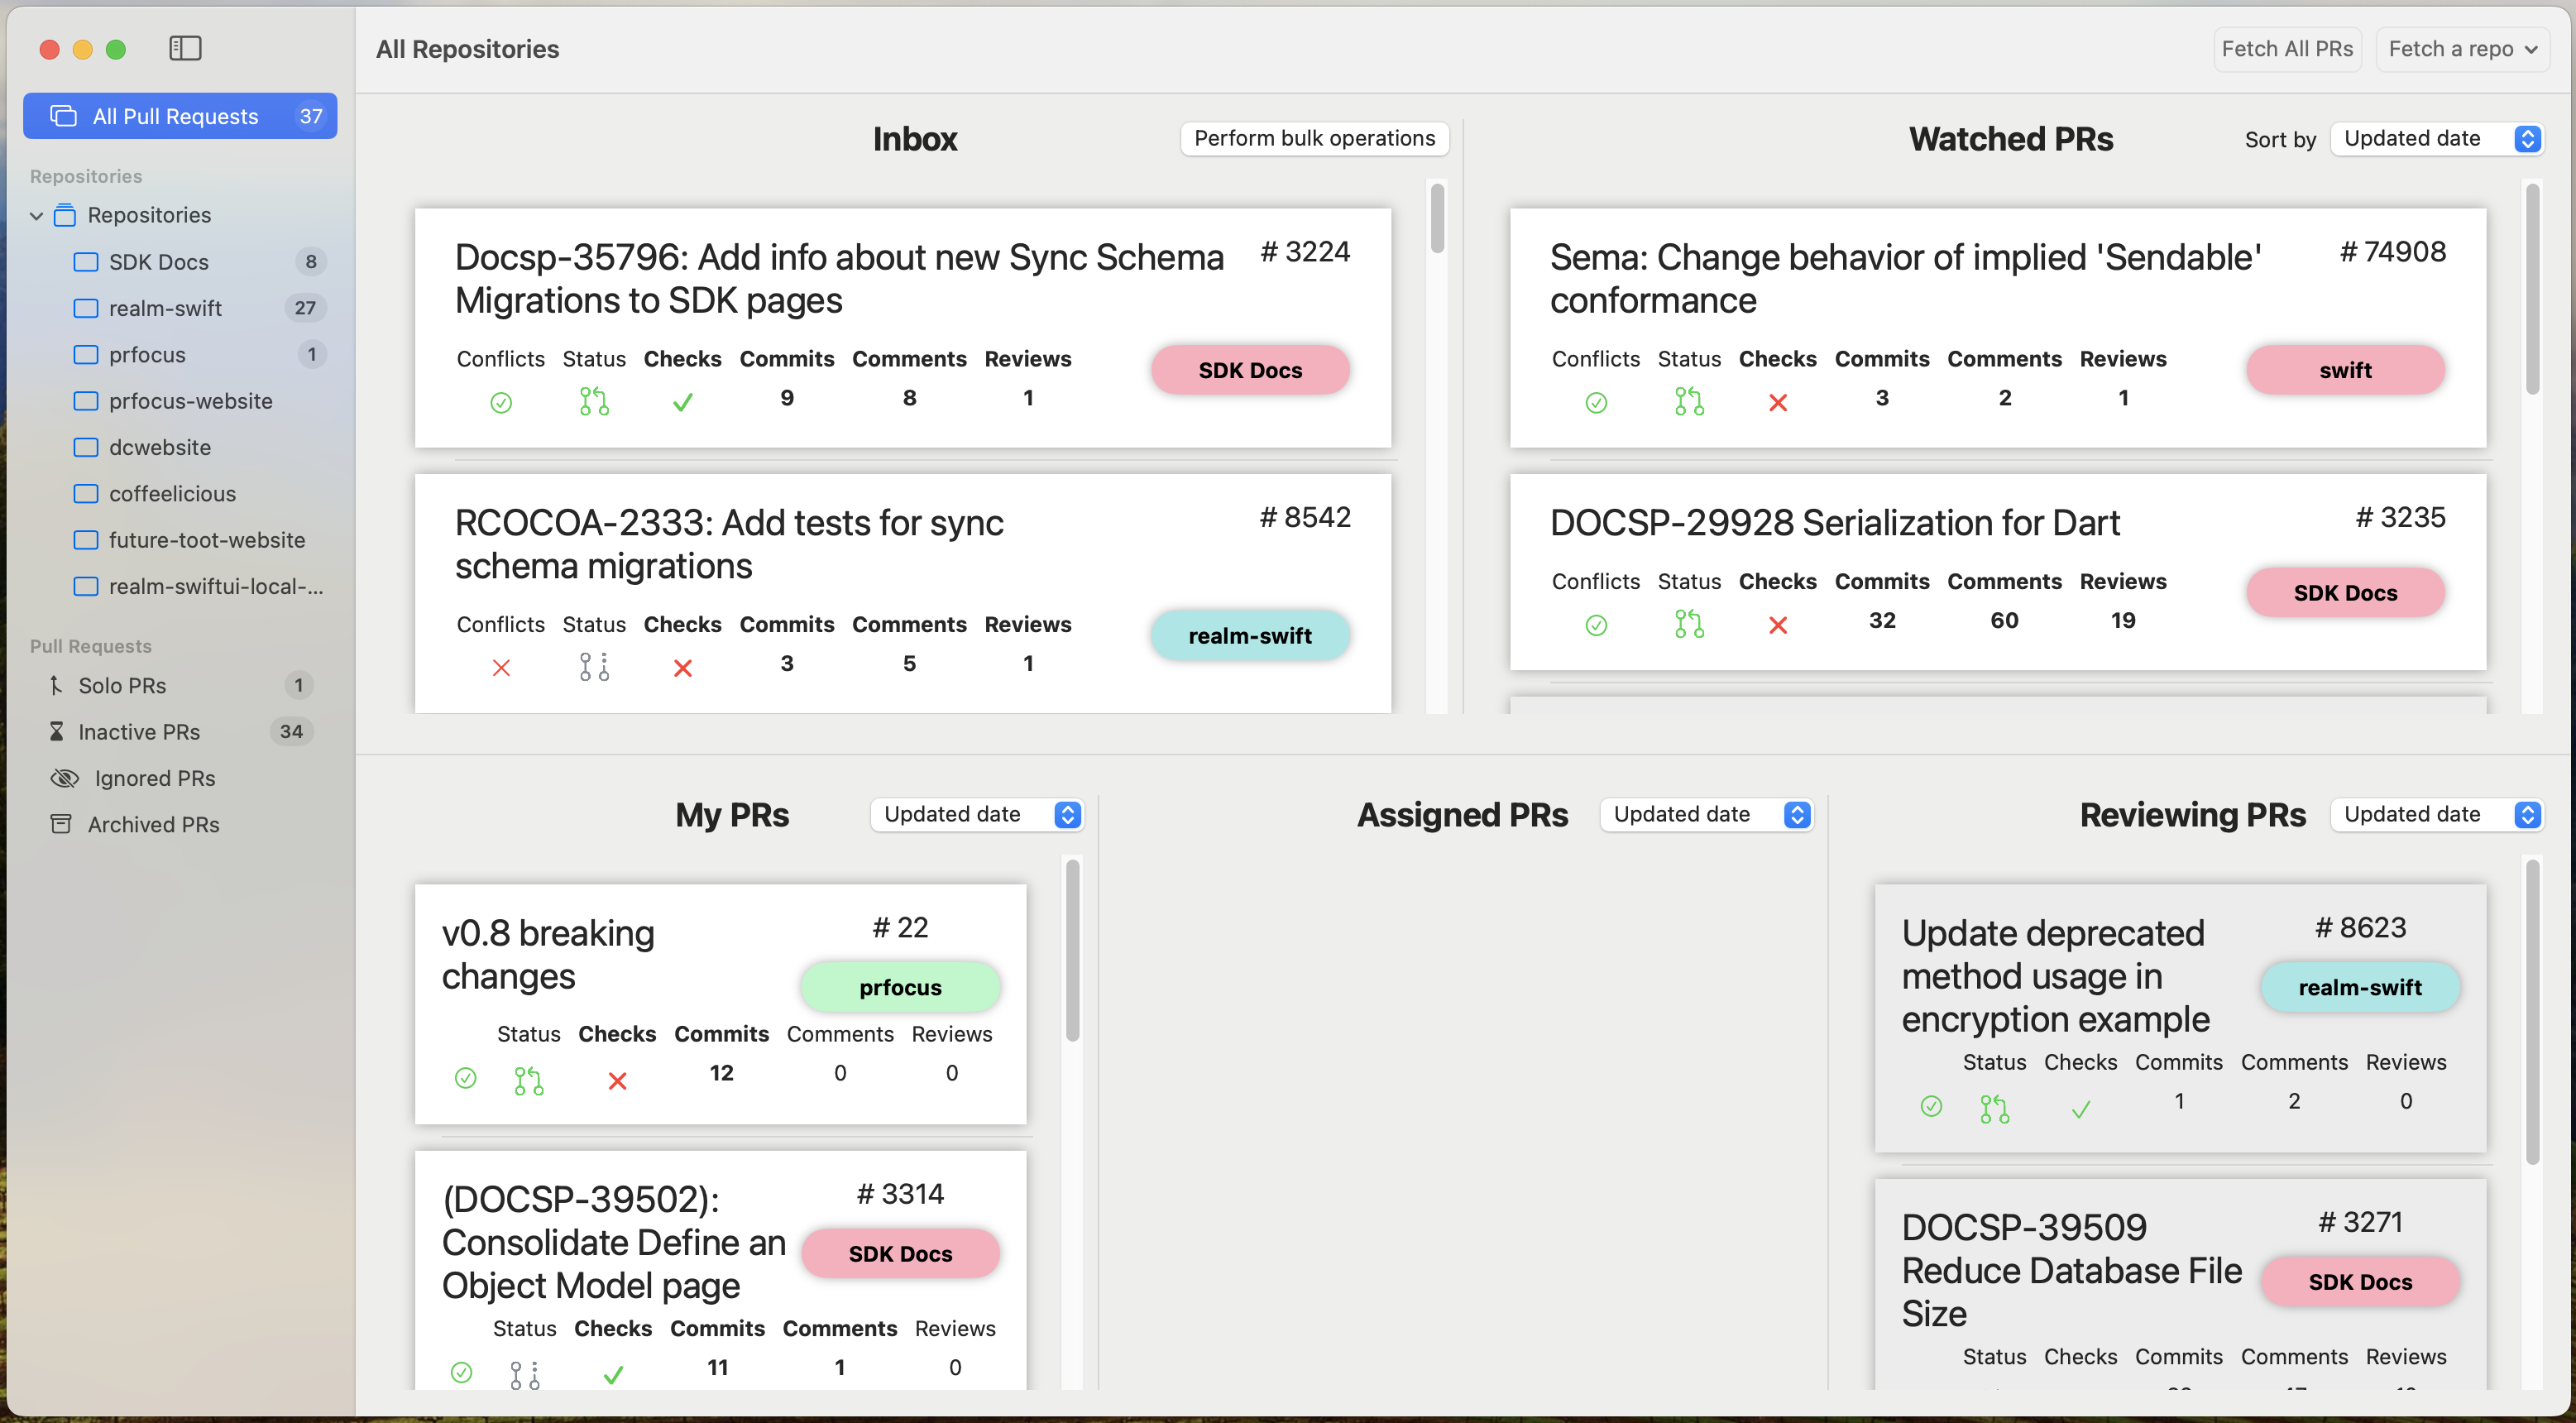 All Repositories
Fetch All PRs
Fetch a repo
All Pull Requests 37
Repositories
Repositories
SDK Docs 8
realm-swift 27
prfocus 1
prfocus-website
dcwebsite
coffeelicious
future-toot-website
realm-swiftui-local-...
Pull Requests
Solo PRs 1
Inactive PRs 34
Ignored PRs
Archived PRs
Inbox
Perform bulk operations
Docsp-35796: Add info about new Sync Schema
Migrations to SDK pages
# 3224
Conflicts Status Checks Commits Comments Reviews
9 8 1
SDK Docs
RCOCOA-2333: Add tests for sync
schema migrations
# 8542
Conflicts Status Checks Commits Comments Reviews
3 5 1
realm-swift
Watched PRs
Sort by Updated date
Sema: Change behavior of implied 'Sendable'
conformance
# 74908
Conflicts Status Checks Commits Comments Reviews
3 2 1
swift
DOCSP-29928 Serialization for Dart
# 3235
Conflicts Status Checks Commits Comments Reviews
32 60 19
SDK Docs
My PRs
Updated date
v0.8 breaking
changes
# 22
prfocus
Status Checks Commits Comments Reviews
12 0 0
(DOCSP-39502):
Consolidate Define an
Object Model page
# 3314
SDK Docs
Status Checks Commits Comments Reviews
11 1 0
Assigned PRs
Updated date
Reviewing PRs
Updated date
Update deprecated
method usage in
encryption example
# 8623
realm-swift
Status Checks Commits Comments Reviews
1 2 0
DOCSP-39509
Reduce Database File
Size
# 3271
SDK Docs
Status Checks Commits Comments Reviews